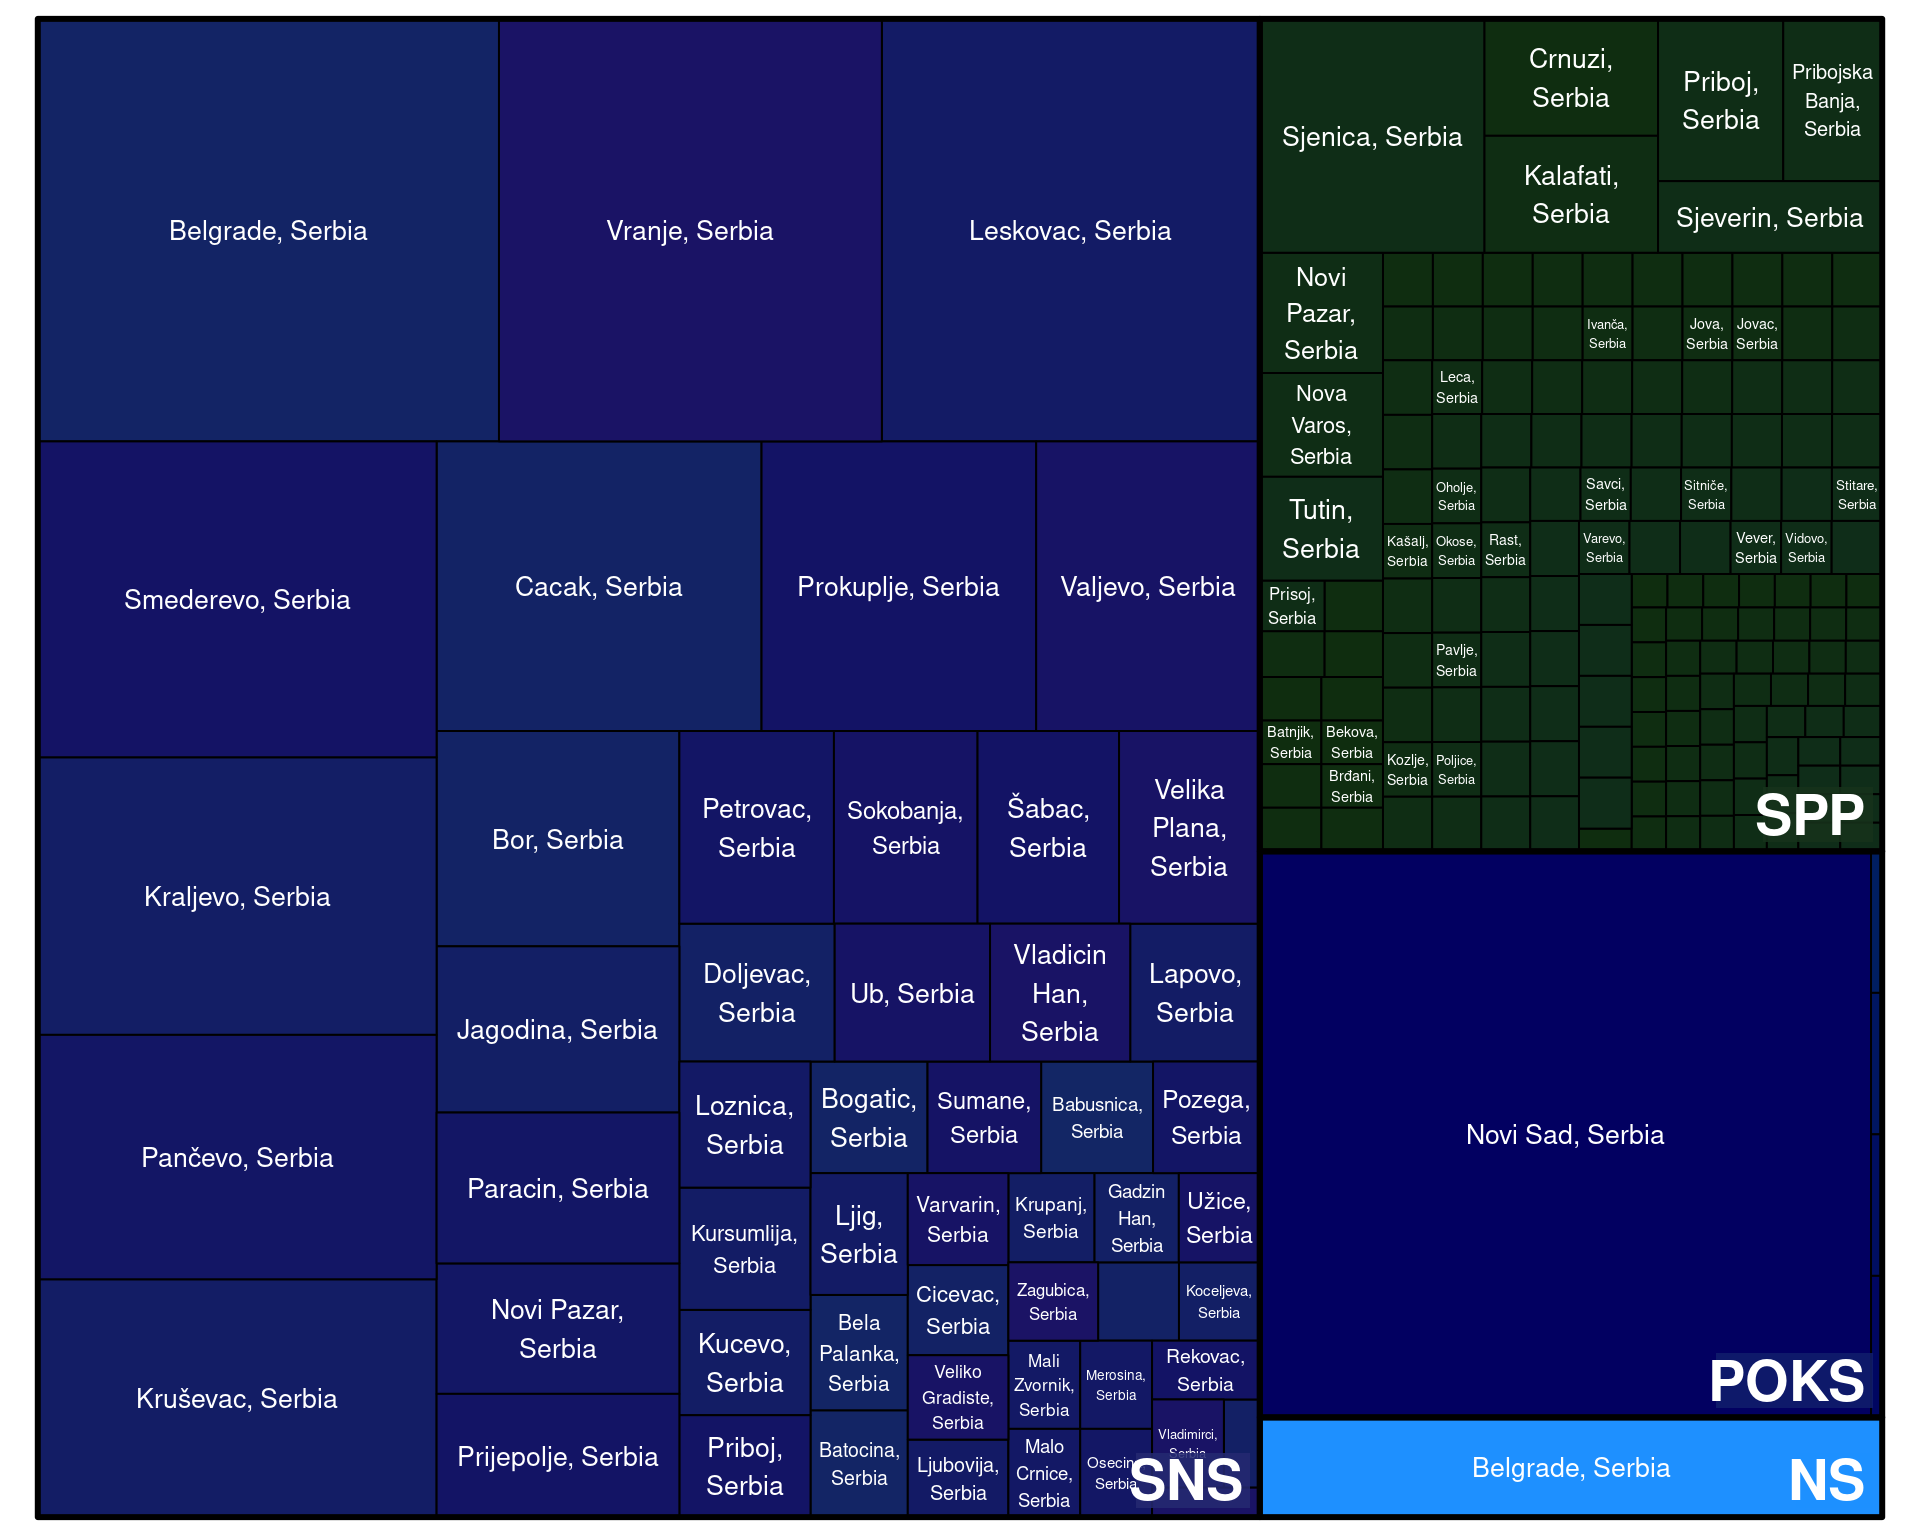 Belgrade, Serbia
Vranje, Serbia
Leskovac, Serbia
Smederevo, Serbia
Cacak, Serbia
Prokuplje, Serbia
Valjevo, Serbia
Kraljevo, Serbia
Pančevo, Serbia
Kruševac, Serbia
Bor, Serbia
Jagodina, Serbia
Paracin, Serbia
Novi Pazar,
Serbia
Prijepolje, Serbia
Petrovac,
Serbia
Sokobanja,
Serbia
Šabac,
Serbia
Velika
Plana,
Serbia
Doljevac,
Serbia
Ub, Serbia
Vladicin
Han,
Serbia
Lapovo,
Serbia
Loznica,
Serbia
Kursumlija,
Serbia
Kucevo,
Serbia
Priboj,
Serbia
Bogatic,
Serbia
Sumane,
Serbia
Babusnica,
Serbia
Pozega,
Serbia
Ljig,
Serbia
Bela
Palanka,
Serbia
Batocina,
Serbia
Varvarin,
Serbia
Cicevac,
Serbia
Veliko
Gradiste,
Serbia
Ljubovija,
Serbia
Krupanj,
Serbia
Gadzin
Han,
Serbia
Užice,
Serbia
Zagubica,
Serbia
Koceljeva,
Serbia
Mali
Zvornik,
Serbia
Merosina,
Serbia
Rekovac,
Serbia
Malo
Crnice,
Serbia
Vladimirci,
Serbia
Serbia
SNS
Sjenica, Serbia
Crnuzi,
Serbia
Kalafati,
Serbia
Priboj,
Serbia
Pribojska
Banja,
Serbia
Sjeverin, Serbia
Novi
Pazar,
Serbia
Nova
Varos,
Serbia
Tutin,
Serbia
Ivanča,
Serbia
Jova,
Serbia
Jovac,
Serbia
Leca,
Serbia
Oholje,
Serbia
Savci,
Serbia
Sitniče,
Serbia
Stitare,
Serbia
Kašalj,
Serbia
Okose,
Serbia
Rast,
Serbia
Varevo,
Serbia
Vever,
Serbia
Vidovo,
Serbia
Prisoj,
Serbia
Pavlje,
Serbia
Batnjik,
Serbia
Bekova,
Serbia
Brđani,
Serbia
Kozlje,
Serbia
Poljice,
Serbia
SPP
Novi Sad, Serbia
POKS
Belgrade, Serbia
NS